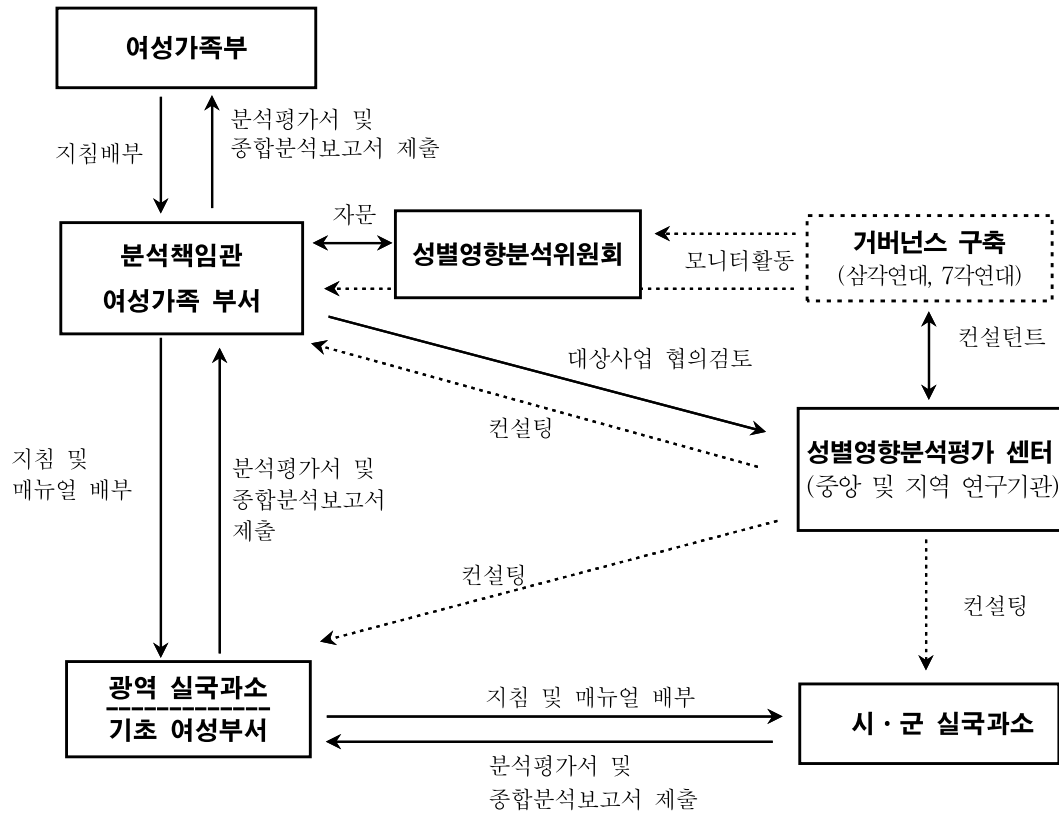 여성가족부
지침배부
분석평가서 및
종합분석보고서 제출
분석책임관
여성가족 부서
자문
성별영향분석위원회
모니터활동
거버넌스 구축
(삼각연대, 7각연대)
컨설턴트
대상사업 협의검토
컨설팅
성별영향분석평가 센터
(중앙 및 지역 연구기관)
지침 및
매뉴얼 배부
분석평가서 및
종합분석보고서
제출
컨설팅
컨설팅
광역 실국과소
기초 여성부서
지침 및 매뉴얼 배부
분석평가서 및
종합분석보고서 제출
시·군 실국과소